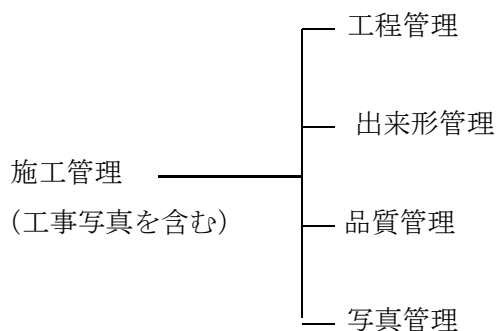 工程管理
出来形管理
施工管理
(工事写真を含む)
品質管理
写真管理